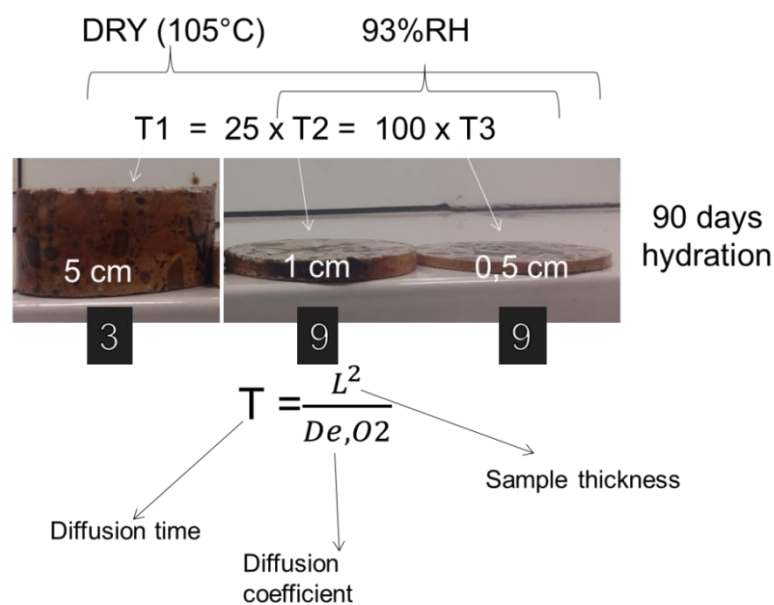 DRY (105°C) 93%RH
T1 = 25 x T2 = 100 x T3
5 cm 1 cm 0,5 cm
90 days
hydration
3 9 9
T = L² / De,O2
Sample thickness
Diffusion time
Diffusion
coefficient